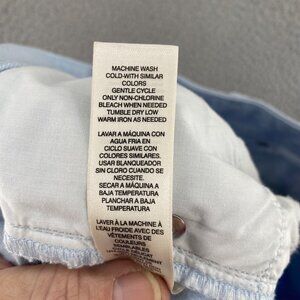 MACHINE WASH
COLD-WITH SIMILAR
COLORS
GENTLE CYCLE
ONLY NON-CHLORINE
BLEACH WHEN NEEDED
TUMBLE DRY LOW
WARM IRON AS NEEDED
LAVAR A MÁQUINA CON
AGUA FRIA EN
CICLO SUAVE CON
COLORES SIMILARES.
USAR BLANQUEADOR
SIN CLORO CUANDO SE
NECESITE.
SECAR A MÁQUINA A
BAJA TEMPERATURA
PLANCHAR A BAJA
TEMPERATURA
LAVER À LA MACHINE À
L'EAU FROIDE AVEC DES
VÊTEMENTS DE
COULEURS
SEMBLABLES